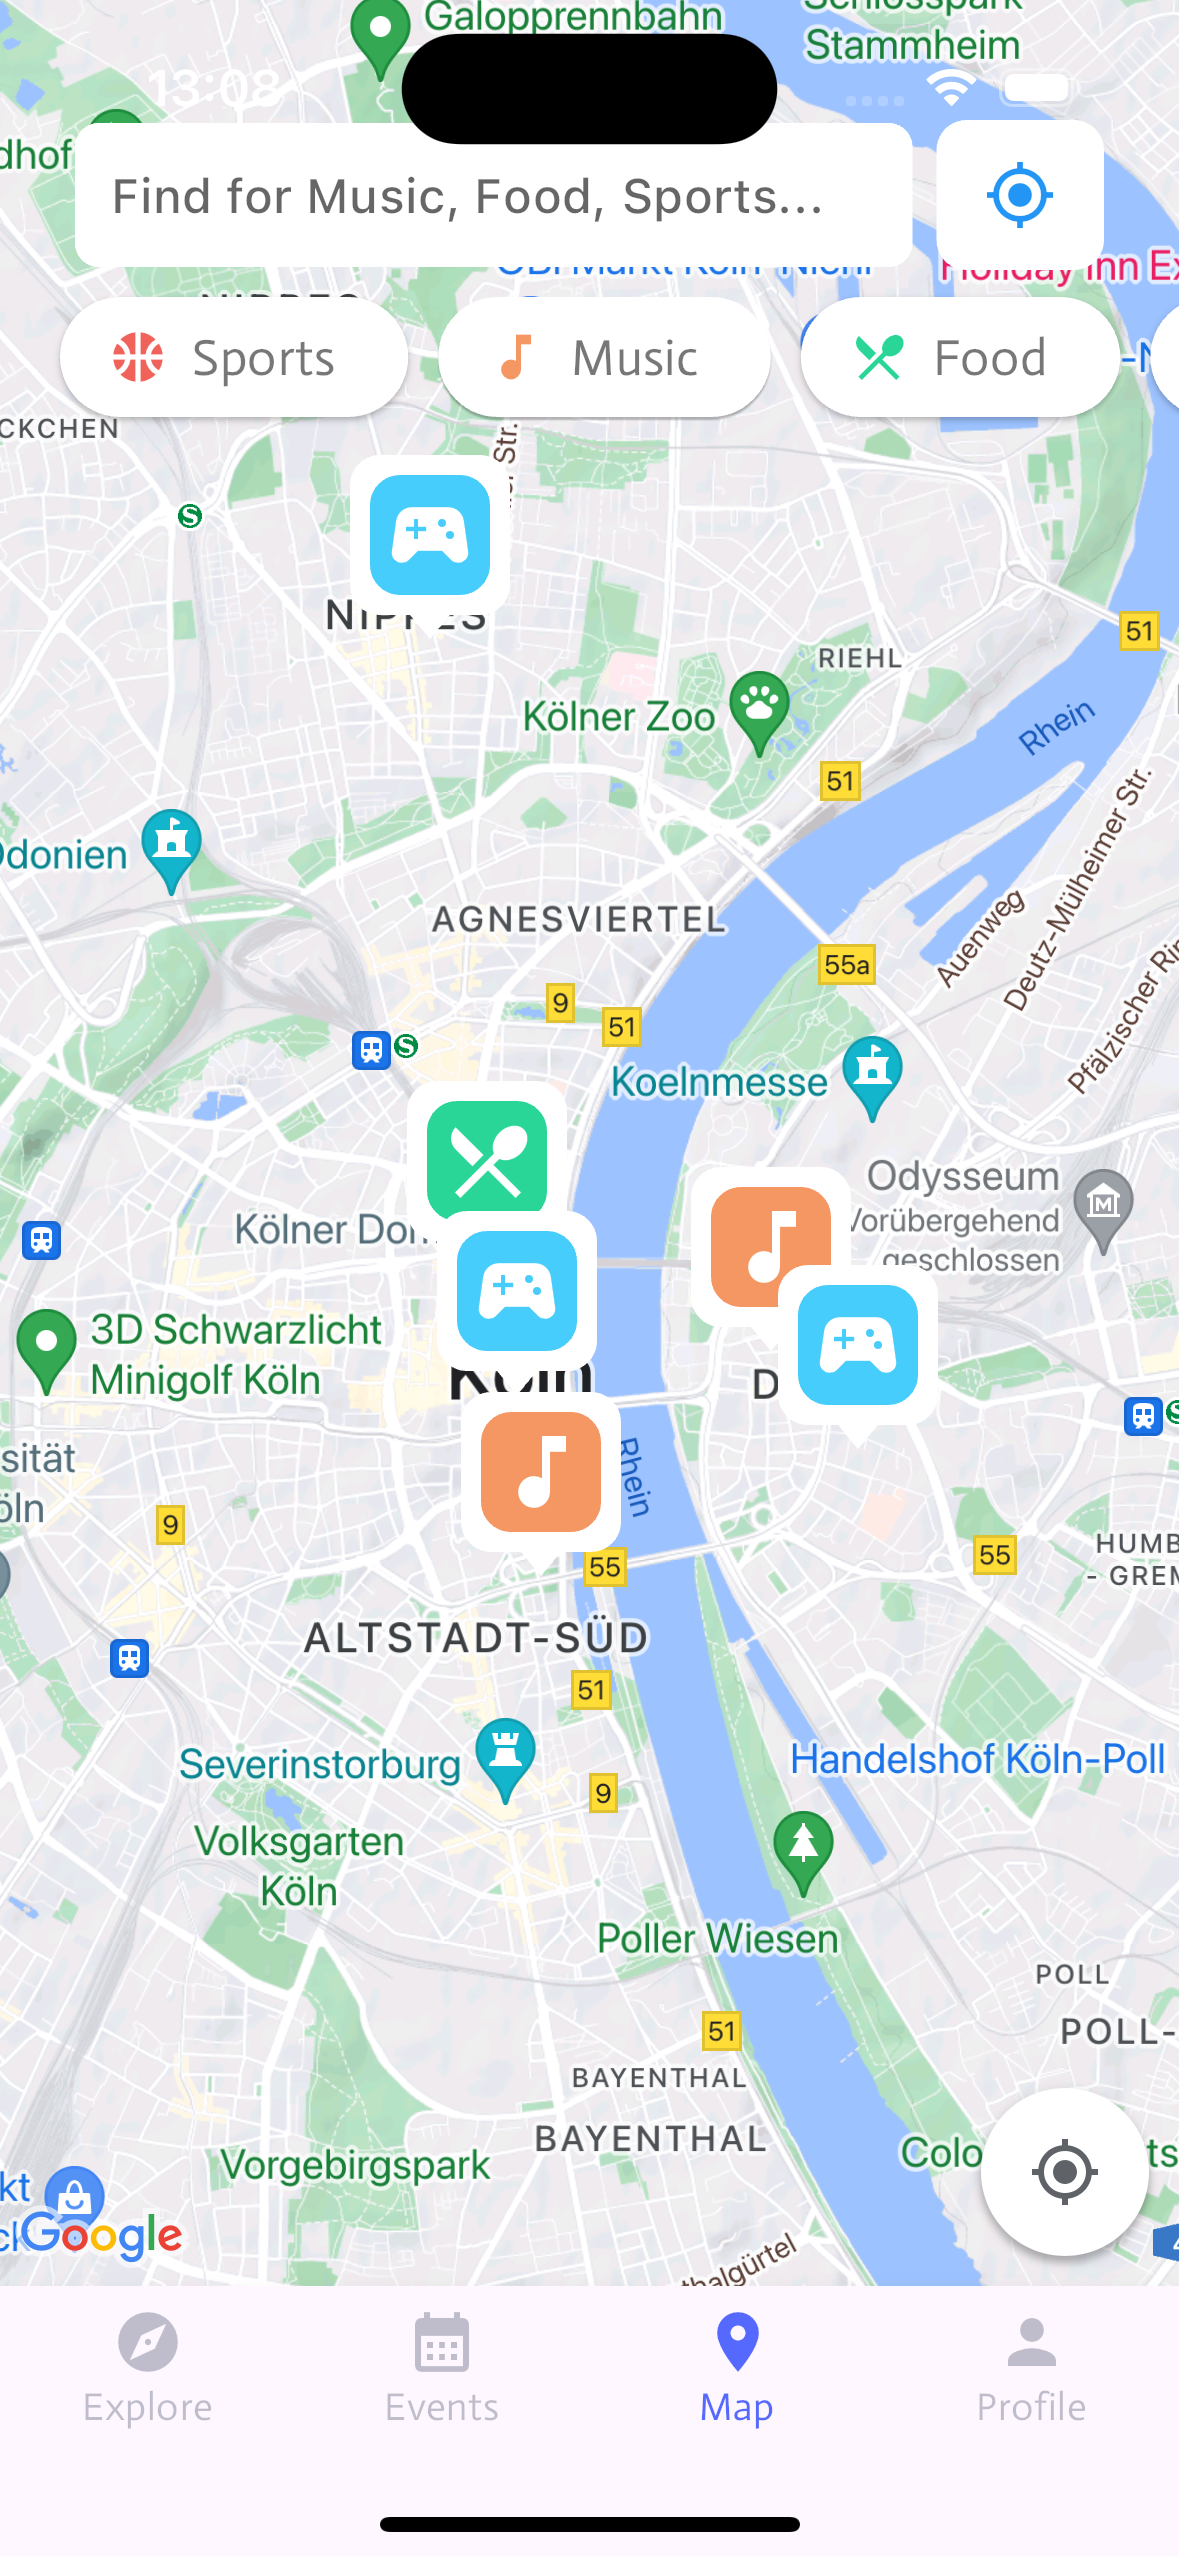 Galopprennbahn
Stammheim
13:08
dhof
Find for Music, Food, Sports...
Holiday Inn Ex
Sports
Music
Food
CKCHEN
Str.
NIPPES
51
RIEHL
Kölner Zoo
Rhein
51
Odonien
Deutz-Mülheimer Str.
AGNESVIERTEL
Auenweg
55a
9
51
S
Koelnmesse
Odysseum
Vorübergehend
geschlossen
Kölner Dom
3D Schwarzlicht
Minigolf Köln
Köln
D
sität
öln
Rhein
9
55
55
HUMB
- GREM
ALTSTADT-SÜD
51
Severinstorburg
Handelshof Köln-Poll
9
Volksgarten
Köln
Poller Wiesen
POLL
POLL-
51
BAYENTHAL
BAYENTHAL
Vorgebirgspark
Colo
ts
kt
Google
thalgürtel
4
Explore
Events
Map
Profile